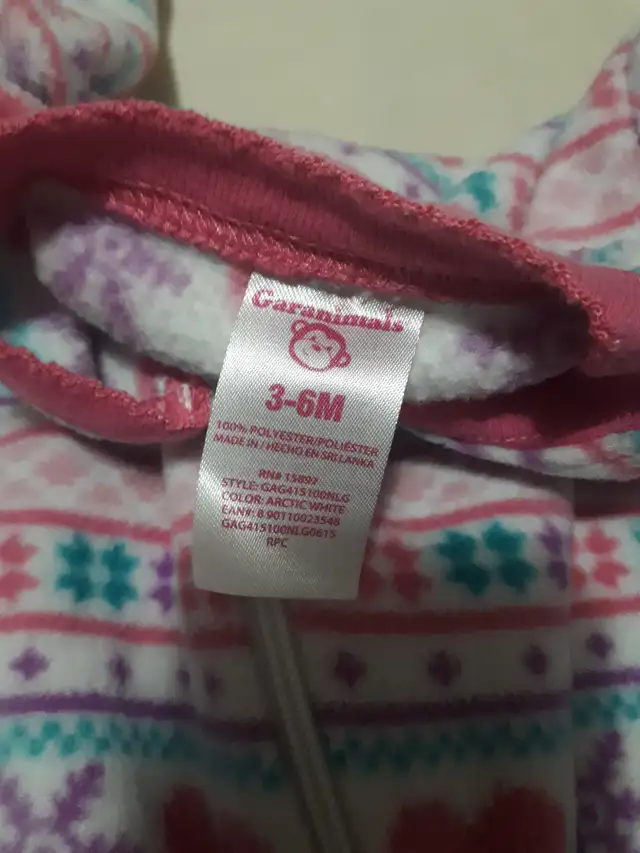 Garanimals
3-6M
100% POLYESTER/POLIÉSTER
MADE IN / HECHO EN SRI LANKA
RN# 15897
STYLE: GAG415100NLG
COLOR: ARCTIC WHITE
EAN#: 8 90110023548
GAG415100NLG0615
RPC